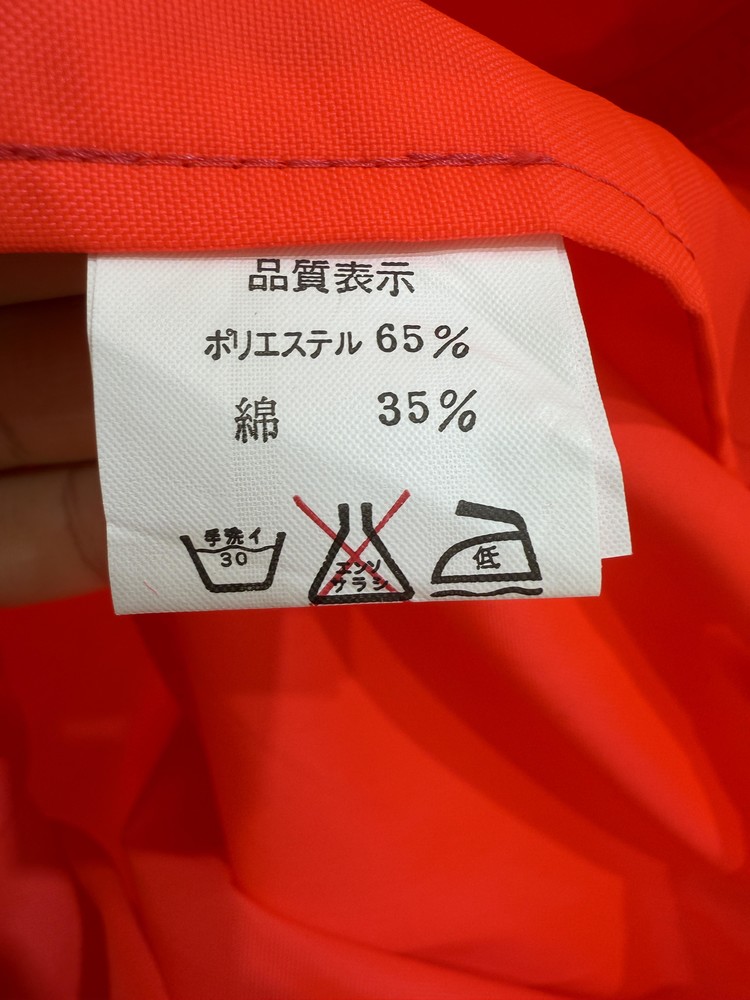 品質表示
ポリエステル 65%
綿 35%
手洗イ
30
エンソ
サラシ
低